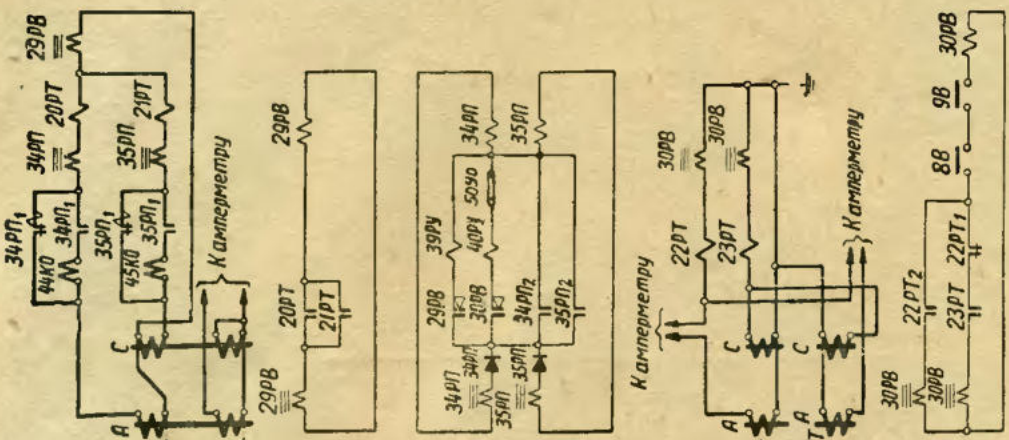 34РП₁
44КО
34РП₁
34РП
20РТ
29РВ
35РП₁
45КО
35РП₁
35РП
21РТ
К амперметру
А
С
29РВ
20РТ
21РТ
29РВ
34РП
34РП
29РВ
39РУ
30РВ
40РУ
50УО
34РП
35РП
35РП
34РП₂
35РП₂
35РП
К амперметру
А
С
22РТ
30РВ
23РТ
30РВ
А
С
Т
К амперметру
30РВ
30РВ
22РТ₂
23РТ
22РТ₁
8В
9В
30РВ